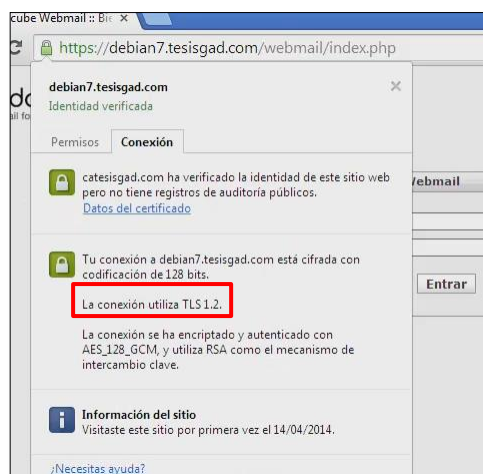 cube Webmail :: Bie
https://debian7.tesisgad.com/webmail/index.php
debian7.tesisgad.com
Identidad verificada
Permisos Conexión
catesisgad.com ha verificado la identidad de este sitio web
pero no tiene registros de auditoría públicos.
Datos del certificado
Webmail
Tu conexión a debian7.tesisgad.com está cifrada con
codificación de 128 bits.
Entrar
La conexión utiliza TLS 1.2.
La conexión se ha encriptado y autenticado con
AES_128_GCM, y utiliza RSA como el mecanismo de
intercambio clave.
Información del sitio
Visitaste este sitio por primera vez el 14/04/2014.
¿Necesitas ayuda?